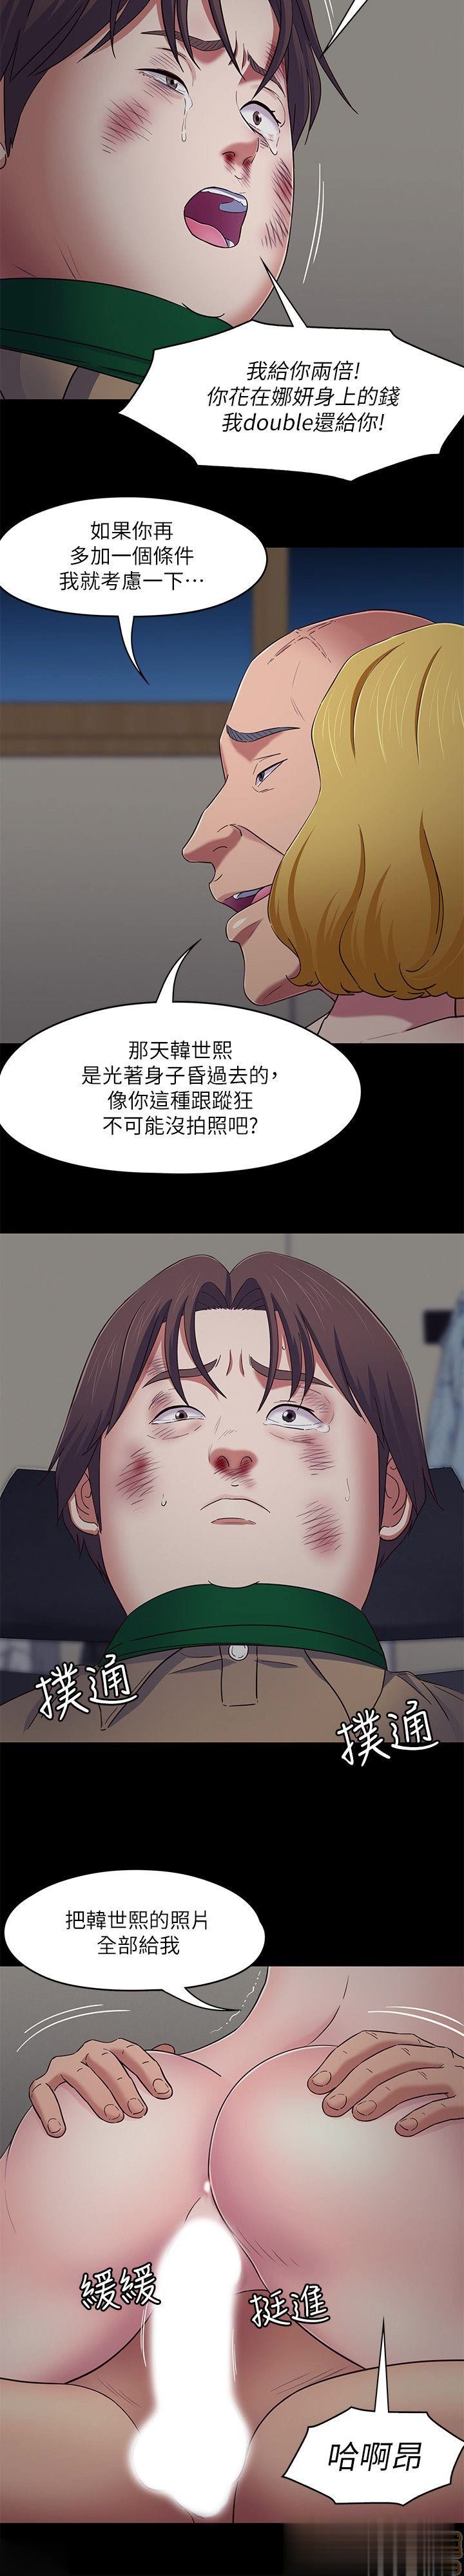 我給你兩倍!
你花在娜妍身上的錢
我double還給你!
如果你再
多加一個條件
我就考慮一下…
那天韓世熙
是光著身子昏過去的，
像你這種跟蹤狂
不可能沒拍照吧?
撲通
撲通
把韓世熙的照片
全部給我
緩緩
挺進
哈啊昂